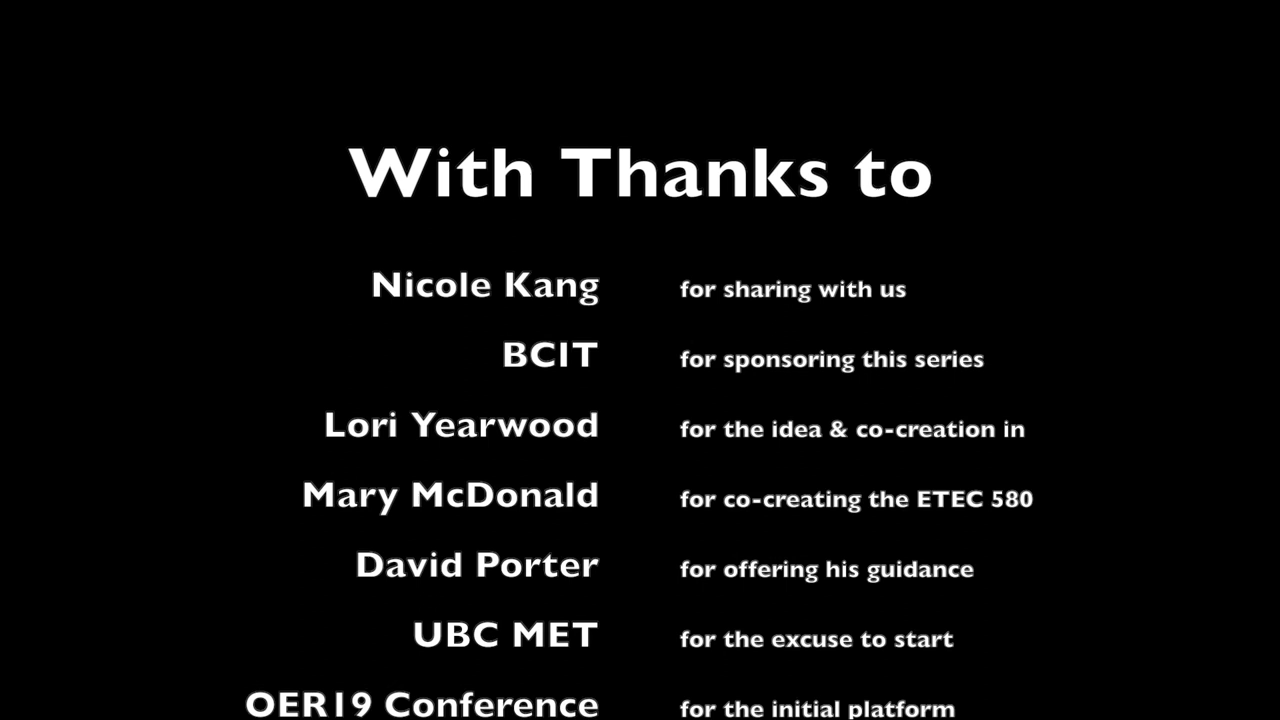 With Thanks to
Nicole Kang for sharing with us
BCIT for sponsoring this series
Lori Yearwood for the idea & co-creation in
Mary McDonald for co-creating the ETEC 580
David Porter for offering his guidance
UBC MET for the excuse to start
OER19 Conference for the initial platform